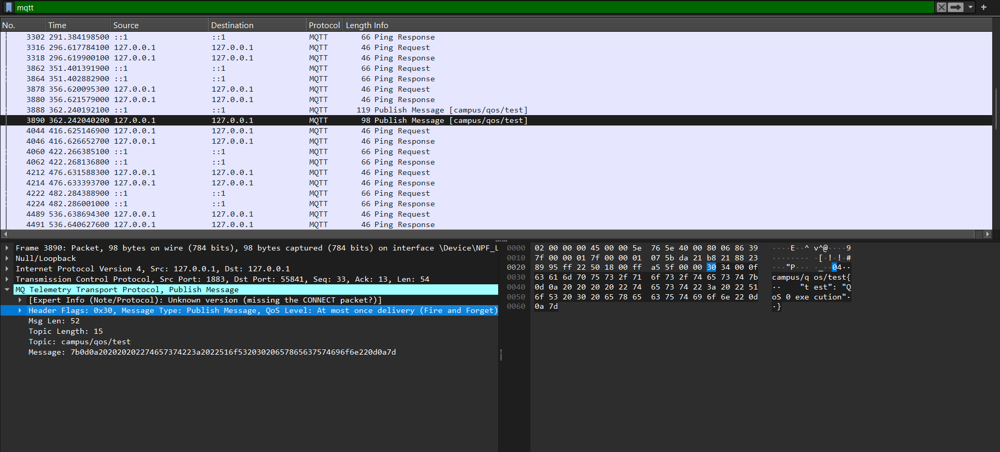 mqtt
No. Time Source Destination Protocol Length Info
3302 291.384198500 ::1 ::1 MQTT 66 Ping Response
3316 296.617784100 127.0.0.1 127.0.0.1 MQTT 46 Ping Request
3318 296.619900100 127.0.0.1 127.0.0.1 MQTT 46 Ping Response
3862 351.401391900 ::1 ::1 MQTT 66 Ping Request
3864 351.402882900 ::1 ::1 MQTT 66 Ping Response
3878 356.620095300 127.0.0.1 127.0.0.1 MQTT 46 Ping Request
3880 356.621579000 127.0.0.1 127.0.0.1 MQTT 46 Ping Response
3888 362.240192100 ::1 ::1 MQTT 119 Publish Message [campus/qos/test]
3890 362.242040200 127.0.0.1 127.0.0.1 MQTT 98 Publish Message [campus/qos/test]
4044 416.625146900 127.0.0.1 127.0.0.1 MQTT 46 Ping Request
4046 416.626652700 127.0.0.1 127.0.0.1 MQTT 46 Ping Response
4060 422.266385100 ::1 ::1 MQTT 66 Ping Request
4062 422.268136800 ::1 ::1 MQTT 66 Ping Response
4212 476.631588300 127.0.0.1 127.0.0.1 MQTT 46 Ping Request
4214 476.633393700 127.0.0.1 127.0.0.1 MQTT 46 Ping Response
4222 482.284388900 ::1 ::1 MQTT 66 Ping Request
4224 482.286001000 ::1 ::1 MQTT 66 Ping Response
4489 536.638694300 127.0.0.1 127.0.0.1 MQTT 46 Ping Request
4491 536.640627600 127.0.0.1 127.0.0.1 MQTT 46 Ping Response
Frame 3890: Packet, 98 bytes on wire (784 bits), 98 bytes captured (784 bits) on interface \Device\NPF_L
Null/Loopback
Internet Protocol Version 4, Src: 127.0.0.1, Dst: 127.0.0.1
Transmission Control Protocol, Src Port: 1883, Dst Port: 55841, Seq: 33, Ack: 13, Len: 54
MQ Telemetry Transport Protocol, Publish Message
[Expert Info (Note/Protocol): Unknown version (missing the CONNECT packet?)]
Header Flags: 0x30, Message Type: Publish Message, QoS Level: At most once delivery (Fire and Forget)
Msg Len: 52
Topic Length: 15
Topic: campus/qos/test
Message: 7b0d0a202020202274657374223a2022516f53203020657865637574696f6e220d0a7d
0000 02 00 00 00 45 00 00 5e 76 5e 40 00 80 06 86 39 ····E··^ v^@····9
0010 7f 00 00 01 7f 00 00 01 07 5b da 21 b8 21 88 23 ········ ·[·!·!·#
0020 89 95 ff 22 50 18 00 ff a5 5f 00 00 30 34 00 0f ···"P··· ·_··04··
0030 63 61 6d 70 75 73 2f 71 6f 73 2f 74 65 73 74 7b campus/q os/test{
0040 0d 0a 20 20 20 20 22 74 65 73 74 22 3a 20 22 51 ··    "t est": "Q
0050 6f 53 20 30 20 65 78 65 63 75 74 69 6f 6e 22 0d oS 0 exe cution"·
0060 0a 7d ·}